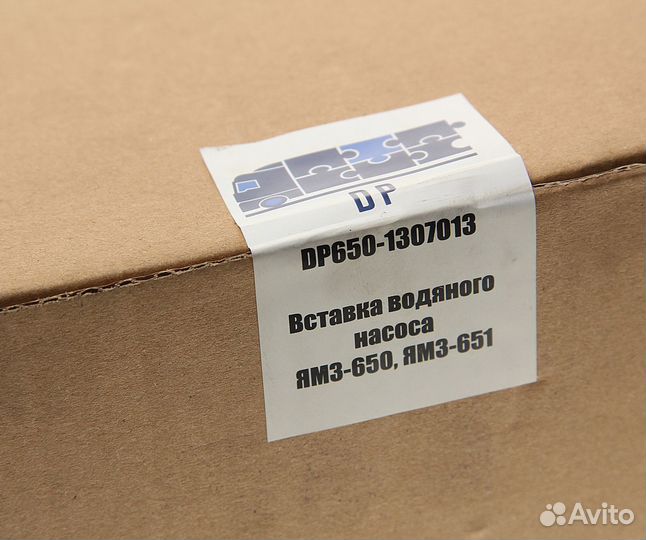 DP
DP650-1307013
Вставка водяного
насоса
ЯМЗ-650, ЯМЗ-651
Avito